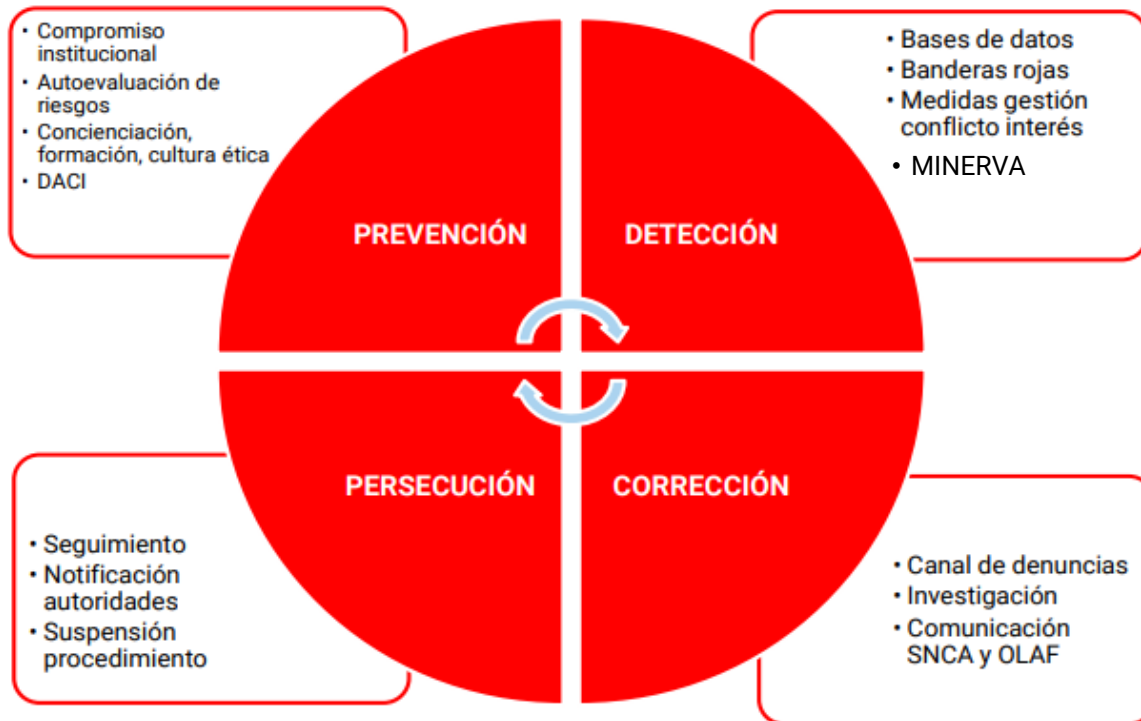 • Compromiso
institucional
• Autoevaluación de
riesgos
• Concienciación,
formación, cultura ética
• DACI
• Bases de datos
• Banderas rojas
• Medidas gestión
conflicto interés
• MINERVA
PREVENCIÓN
DETECCIÓN
PERSECUCIÓN
CORRECCIÓN
• Seguimiento
• Notificación
autoridades
• Suspensión
procedimiento
• Canal de denuncias
• Investigación
• Comunicación
SNCA y OLAF